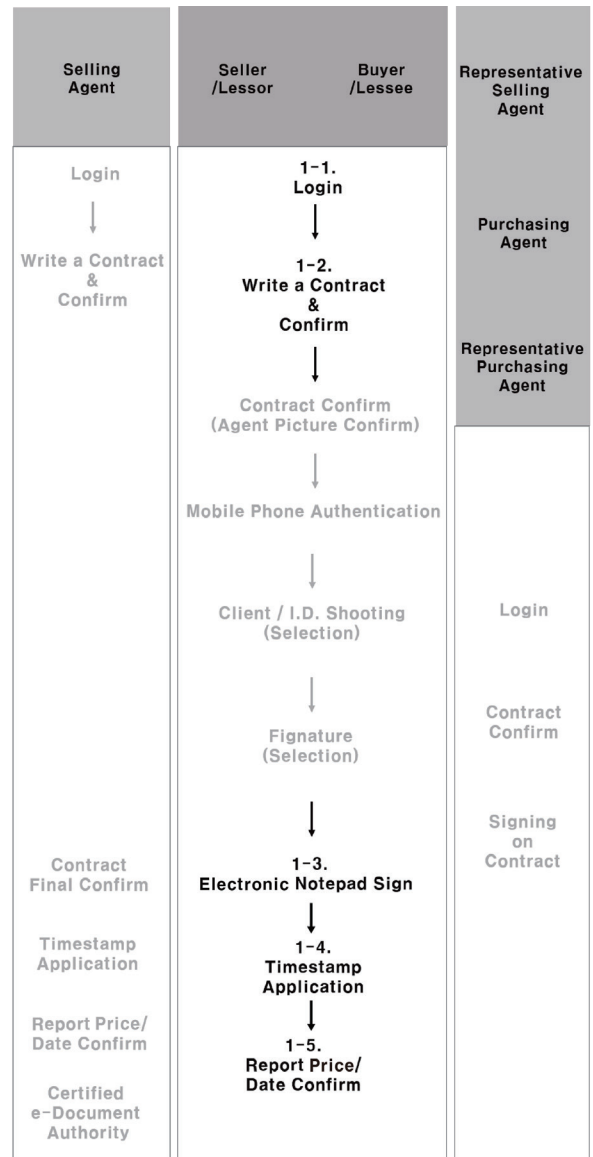 Selling
Agent
Seller
/Lessor
Buyer
/Lessee
Representative
Selling
Agent
Purchasing
Agent
Representative
Purchasing
Agent
Login
Write a Contract
&
Confirm
Contract
Final Confirm
Timestamp
Application
Report Price/
Date Confirm
Certified
e-Document
Authority
1-1.
Login
1-2.
Write a Contract
&
Confirm
Contract Confirm
(Agent Picture Confirm)
Mobile Phone Authentication
Client / I.D. Shooting
(Selection)
Fignature
(Selection)
1-3.
Electronic Notepad Sign
1-4.
Timestamp
Application
1-5.
Report Price/
Date Confirm
Login
Contract
Confirm
Signing
on
Contract